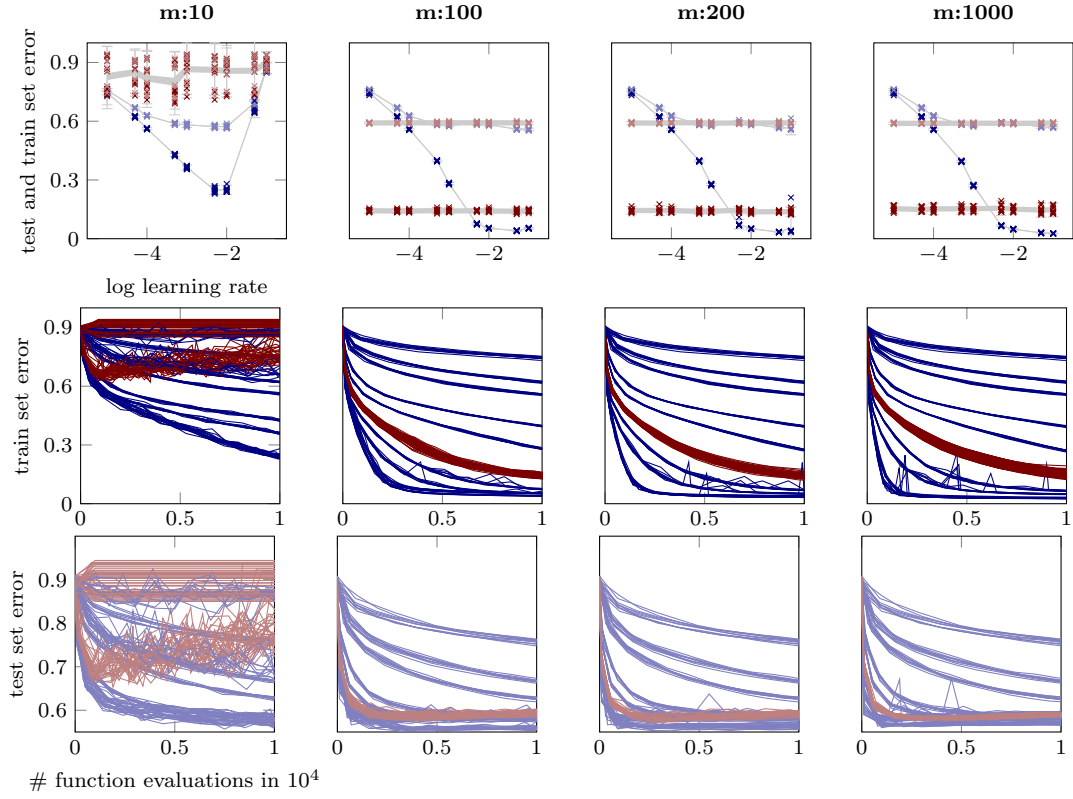 m:10 m:100 m:200 m:1000
test and train set error
0.9
0.6
0.3
0
−4 −2 −4 −2 −4 −2 −4 −2
log learning rate
train set error
0.9
0.6
0.3
0
0 0.5 1 0 0.5 1 0 0.5 1 0 0.5 1
test set error
0.9
0.8
0.7
0.6
0 0.5 1 0 0.5 1 0 0.5 1 0 0.5 1
# function evaluations in 10⁴